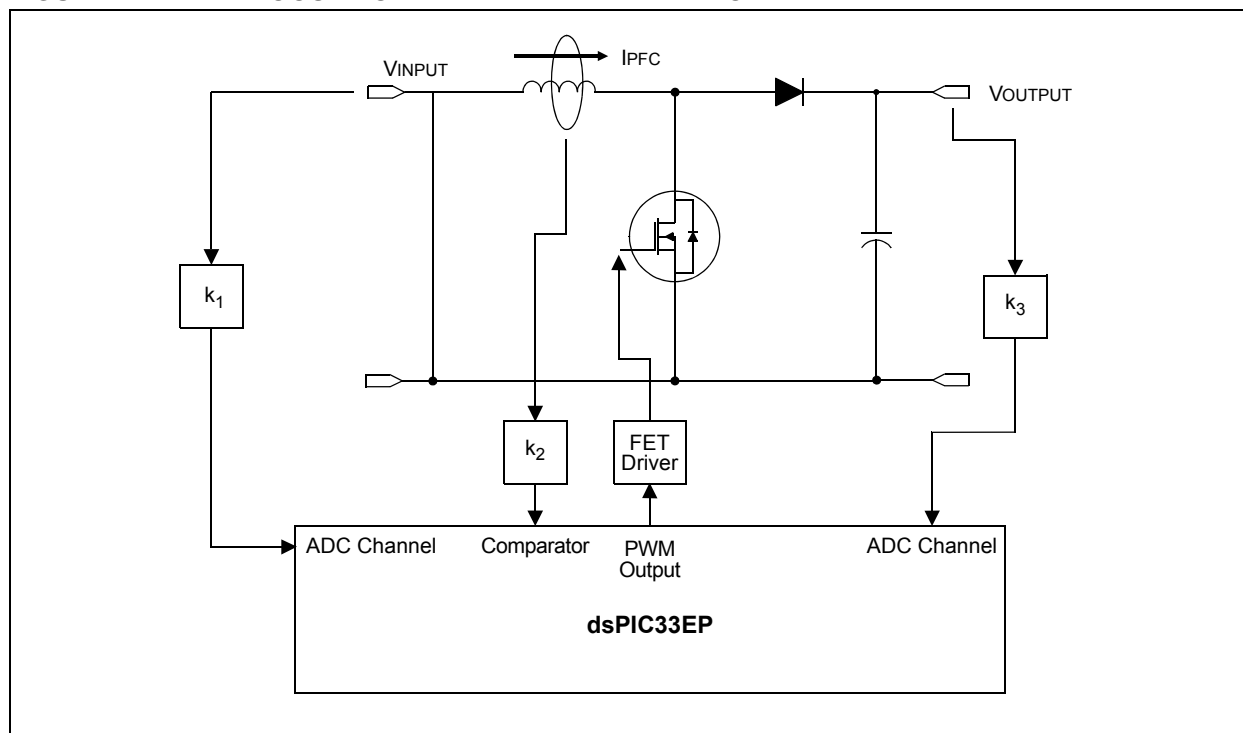 IPFC
VINPUT
VOUTPUT
k1
k2
FET
Driver
k3
ADC Channel
Comparator
PWM
Output
ADC Channel
dsPIC33EP